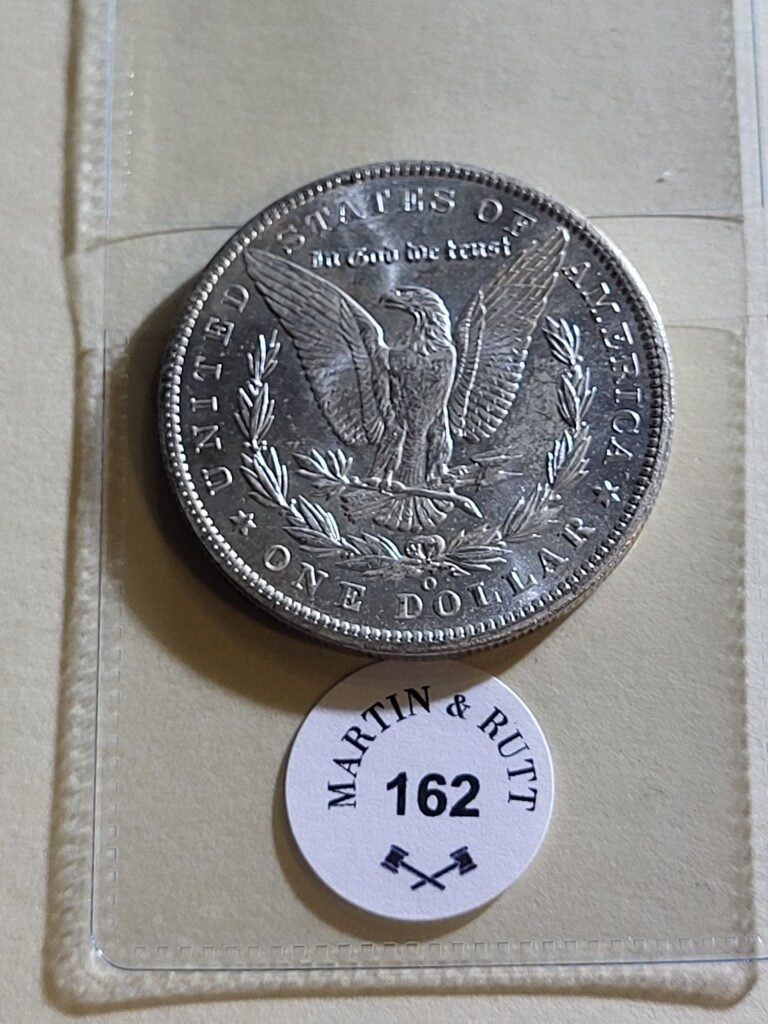 UNITED STATES OF AMERICA
In God we trust
O
ONE DOLLAR
MARTIN & RUTT
162